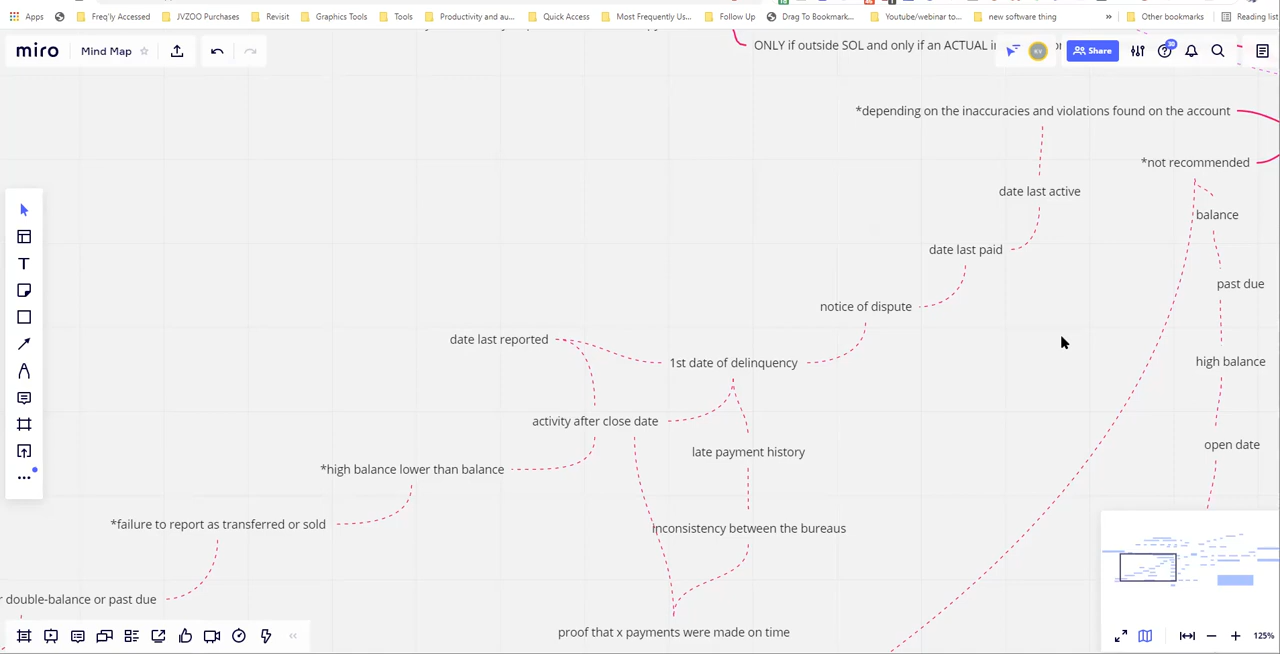 Apps
Freq'ly Accessed
JVZOO Purchases
Revisit
Graphics Tools
Tools
Productivity and au...
Quick Access
Most Frequently Us...
Follow Up
Drag To Bookmark...
Youtube/webinar to...
new software thing
»
Other bookmarks
Reading list
miro
Mind Map
ONLY if outside SOL and only if an ACTUAL in
Share
30
*depending on the inaccuracies and violations found on the account
*not recommended
date last active
balance
date last paid
past due
notice of dispute
date last reported
1st date of delinquency
high balance
activity after close date
late payment history
open date
*high balance lower than balance
*failure to report as transferred or sold
inconsistency between the bureaus
r double-balance or past due
proof that x payments were made on time
125%